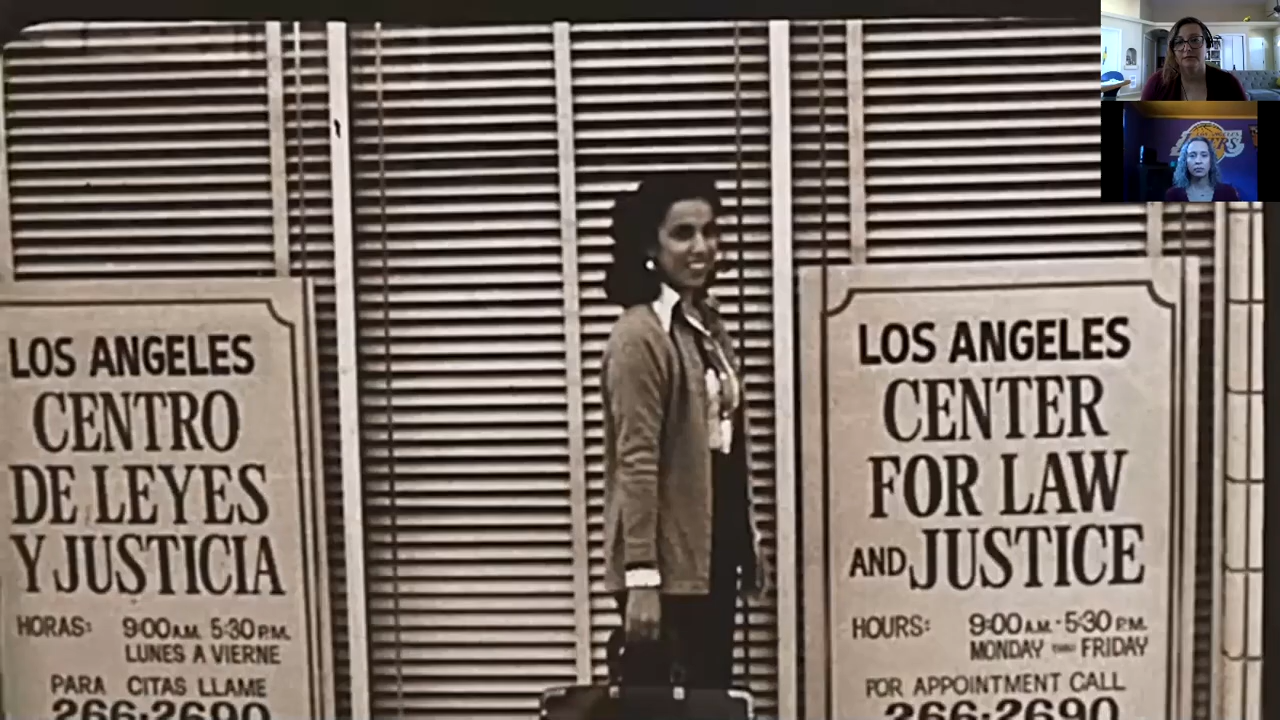 LOS ANGELES
CENTRO
DE LEYES
Y JUSTICIA
HORAS: 9:00 A.M. 5:30 P.M.
LUNES A VIERNE
PARA CITAS LLAME
266-2690
LOS ANGELES
CENTER
FOR LAW
AND JUSTICE
HOURS: 9:00 A.M. - 5:30 P.M.
MONDAY THRU FRIDAY
FOR APPOINTMENT CALL
266-2690